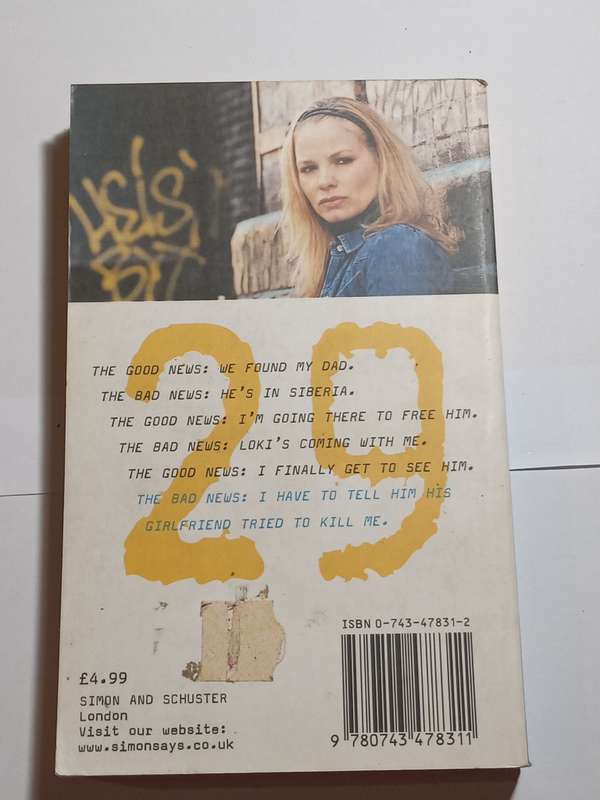 29
THE GOOD NEWS: WE FOUND MY DAD.
THE BAD NEWS: HE'S IN SIBERIA.
THE GOOD NEWS: I'M GOING THERE TO FREE HIM.
THE BAD NEWS: LOKI'S COMING WITH ME.
THE GOOD NEWS: I FINALLY GET TO SEE HIM.
THE BAD NEWS: I HAVE TO TELL HIM HIS
GIRLFRIEND TRIED TO KILL ME.
ISBN 0-743-47831-2
£4.99
SIMON AND SCHUSTER
London
Visit our website:
www.simonsays.co.uk
9 780743 478311